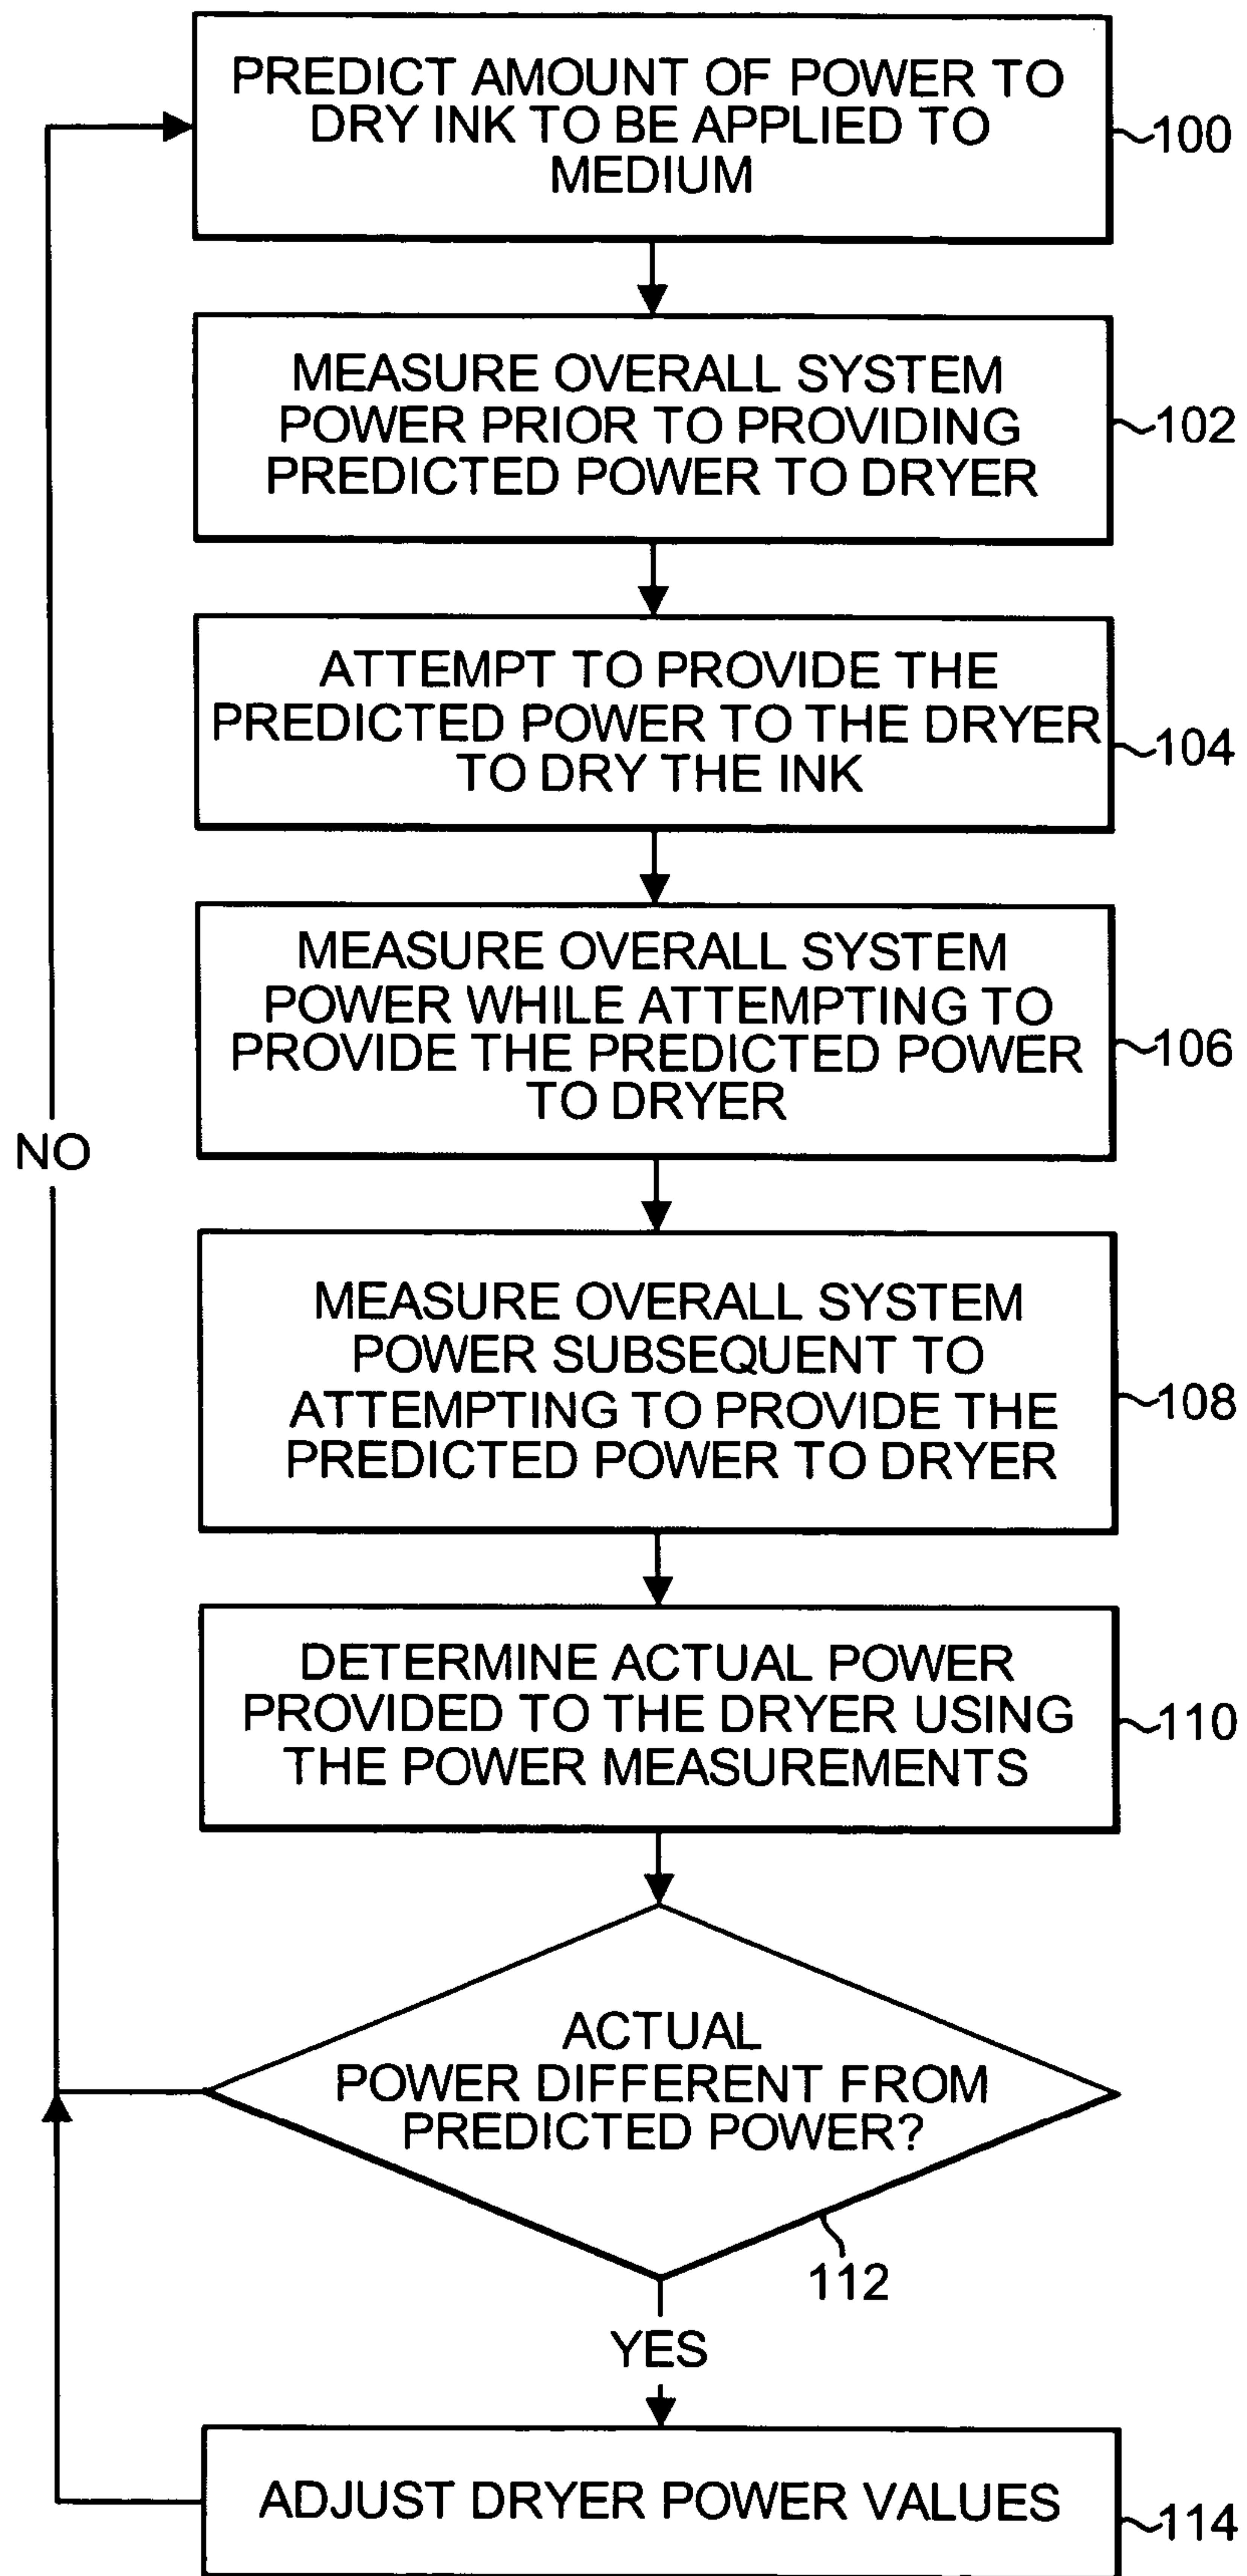 PREDICT AMOUNT OF POWER TO
DRY INK TO BE APPLIED TO
MEDIUM
100
MEASURE OVERALL SYSTEM
POWER PRIOR TO PROVIDING
PREDICTED POWER TO DRYER
102
ATTEMPT TO PROVIDE THE
PREDICTED POWER TO THE DRYER
TO DRY THE INK
104
MEASURE OVERALL SYSTEM
POWER WHILE ATTEMPTING TO
PROVIDE THE PREDICTED POWER
TO DRYER
106
NO
MEASURE OVERALL SYSTEM
POWER SUBSEQUENT TO
ATTEMPTING TO PROVIDE THE
PREDICTED POWER TO DRYER
108
DETERMINE ACTUAL POWER
PROVIDED TO THE DRYER USING
THE POWER MEASUREMENTS
110
ACTUAL
POWER DIFFERENT FROM
PREDICTED POWER?
112
YES
ADJUST DRYER POWER VALUES
114